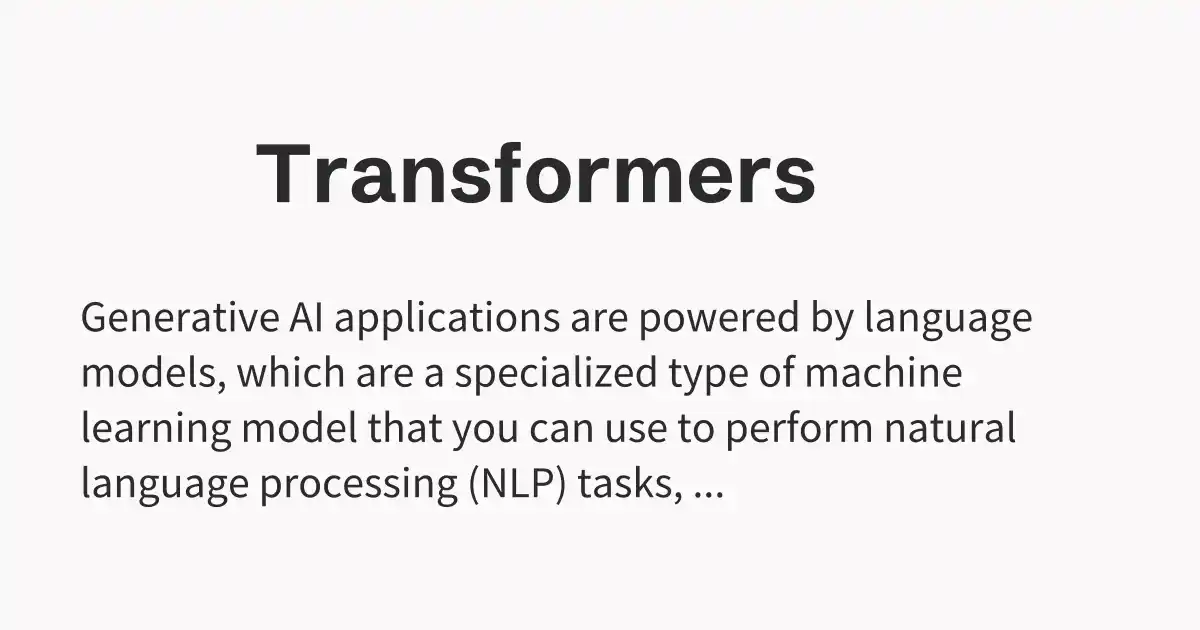 Transformers
Generative AI applications are powered by language
models, which are a specialized type of machine
learning model that you can use to perform natural
language processing (NLP) tasks, ...